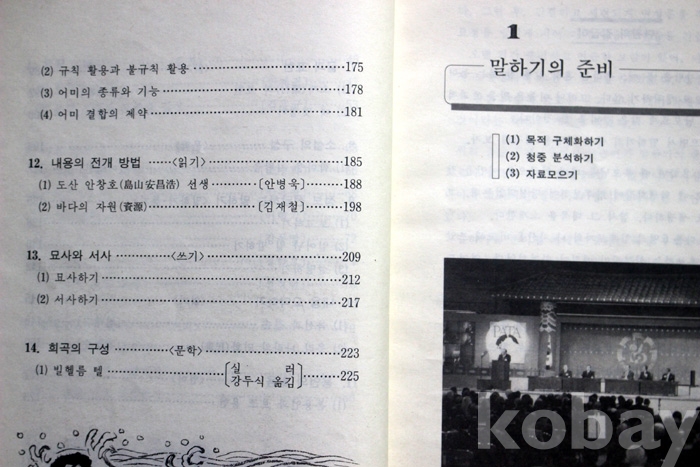 (2) 규칙 활용과 불규칙 활용 ……………………175
(3) 어미의 종류와 기능 ……………………………178
(4) 어미 결합의 제약 ………………………………181
12. 내용의 전개 방법 ……〈읽기〉 ……………………185
(1) 도산 안창호(島山安昌浩) 선생 ………〔안병욱〕……188
(2) 바다의 자원(資源) ………………………〔김재철〕……198
13. 묘사와 서사 …………〈쓰기〉 ……………………209
(1) 묘사하기 ……………………………………212
(2) 서사하기 ……………………………………217
14. 희곡의 구성 …………〈문학〉 ……………………223
(1) 빌헬름 텔 ……………………〔실 러
강두식 옮김〕……225
1
말하기의 준비
(1) 목적 구체화하기
(2) 청중 분석하기
(3) 자료모으기
DATA
kobay